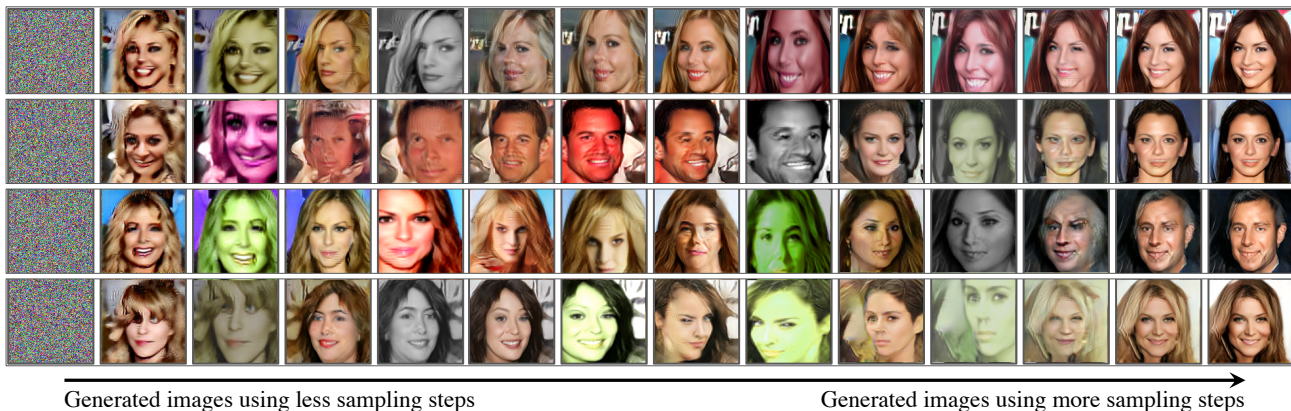 Generated images using less sampling steps
Generated images using more sampling steps